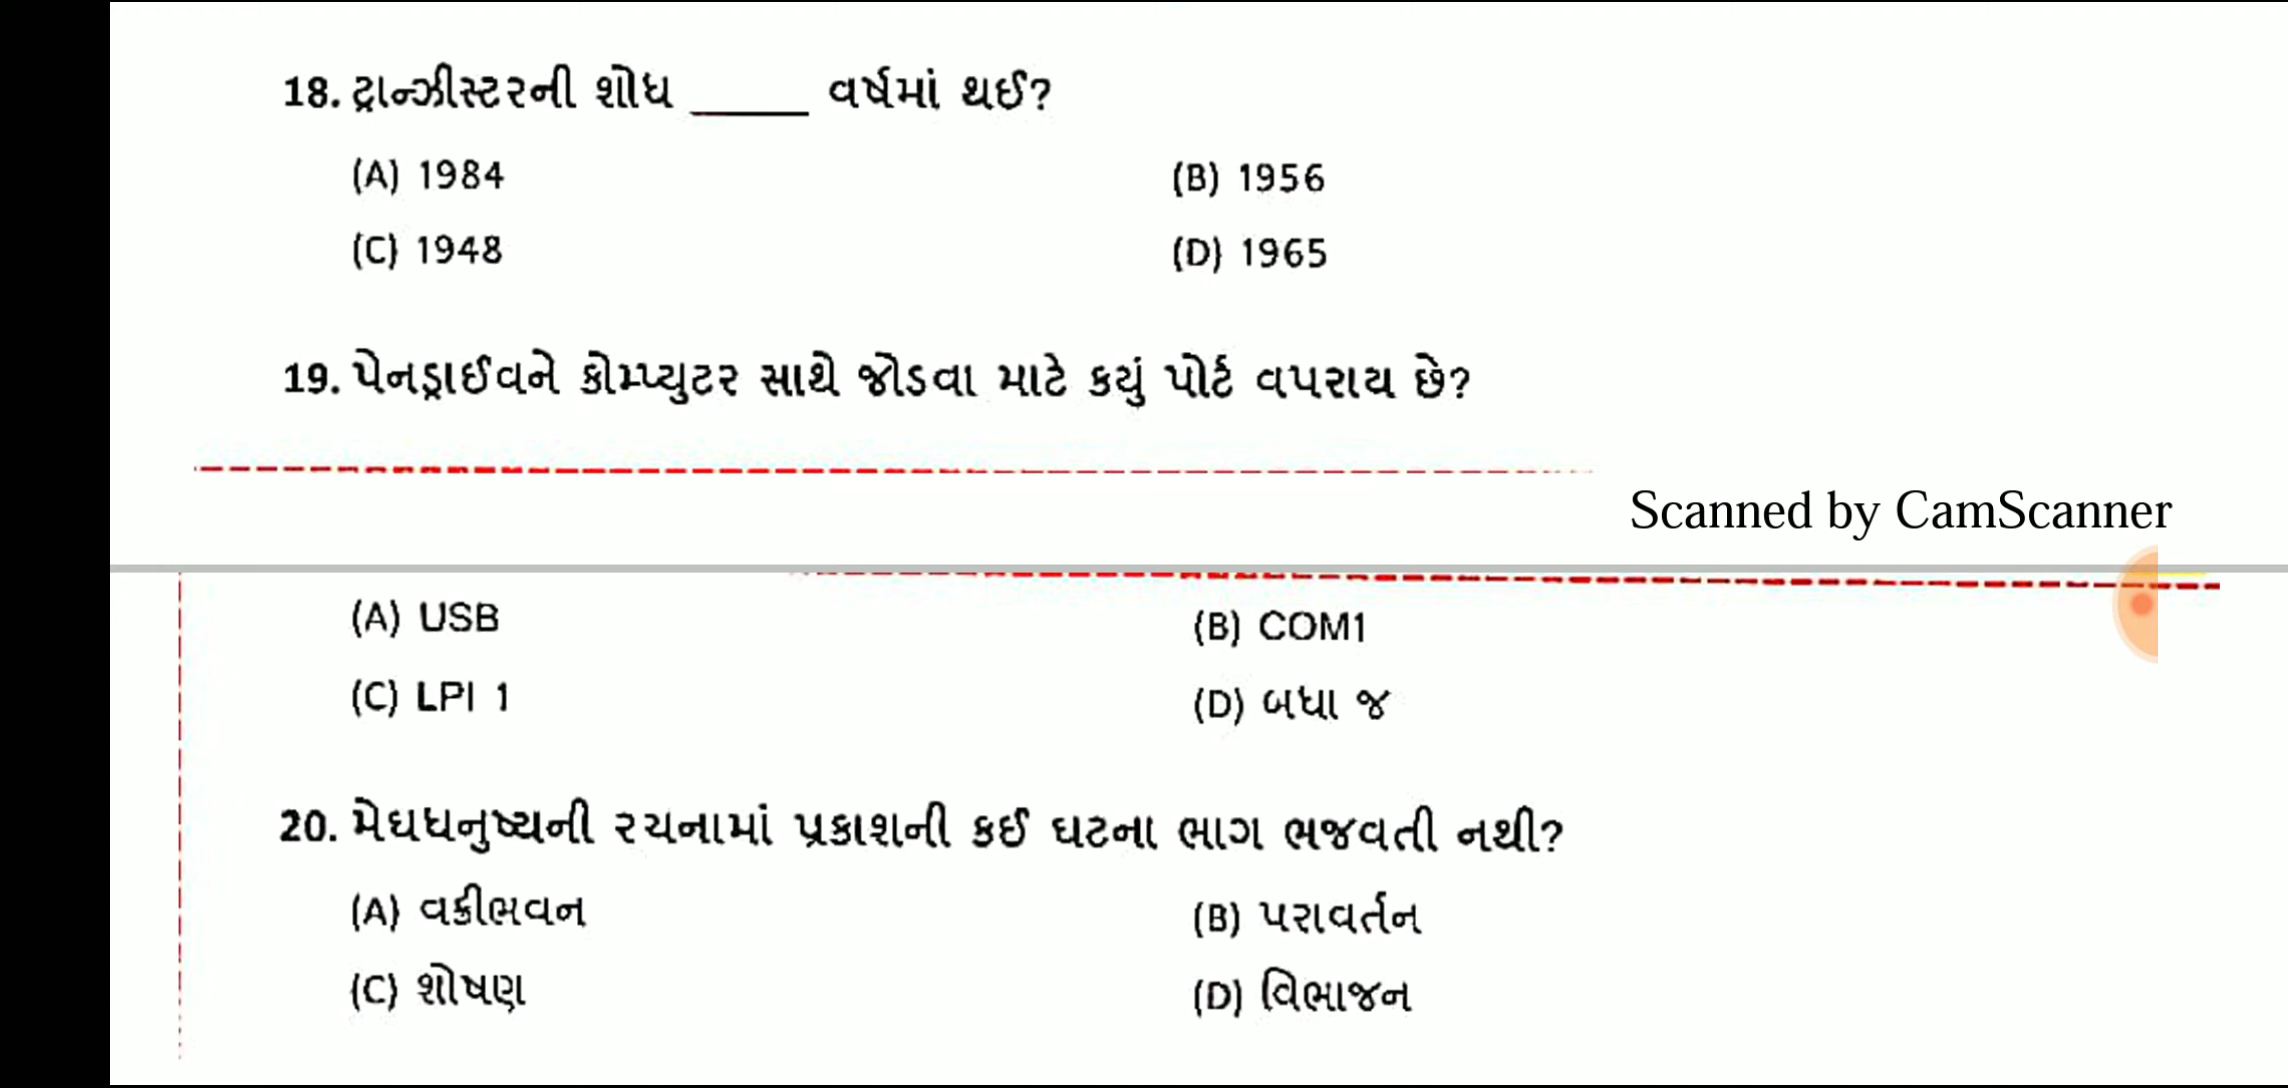 18. ટ્રાન્ઝીસ્ટરની શોધ _____ વર્ષમાં થઈ?
(A) 1984 (B) 1956
(C) 1948 (D) 1965
19. પેનડ્રાઈવને કોમ્પ્યુટર સાથે જોડવા માટે કયું પોર્ટ વપરાય છે?
Scanned by CamScanner
(A) USB (B) COM1
(C) LPI 1 (D) બધા જ
20. મેઘધનુષ્યની રચનામાં પ્રકાશની કઈ ઘટના ભાગ ભજવતી નથી?
(A) વક્રીભવન (B) પરાવર્તન
(C) શોષણ (D) વિભાજન